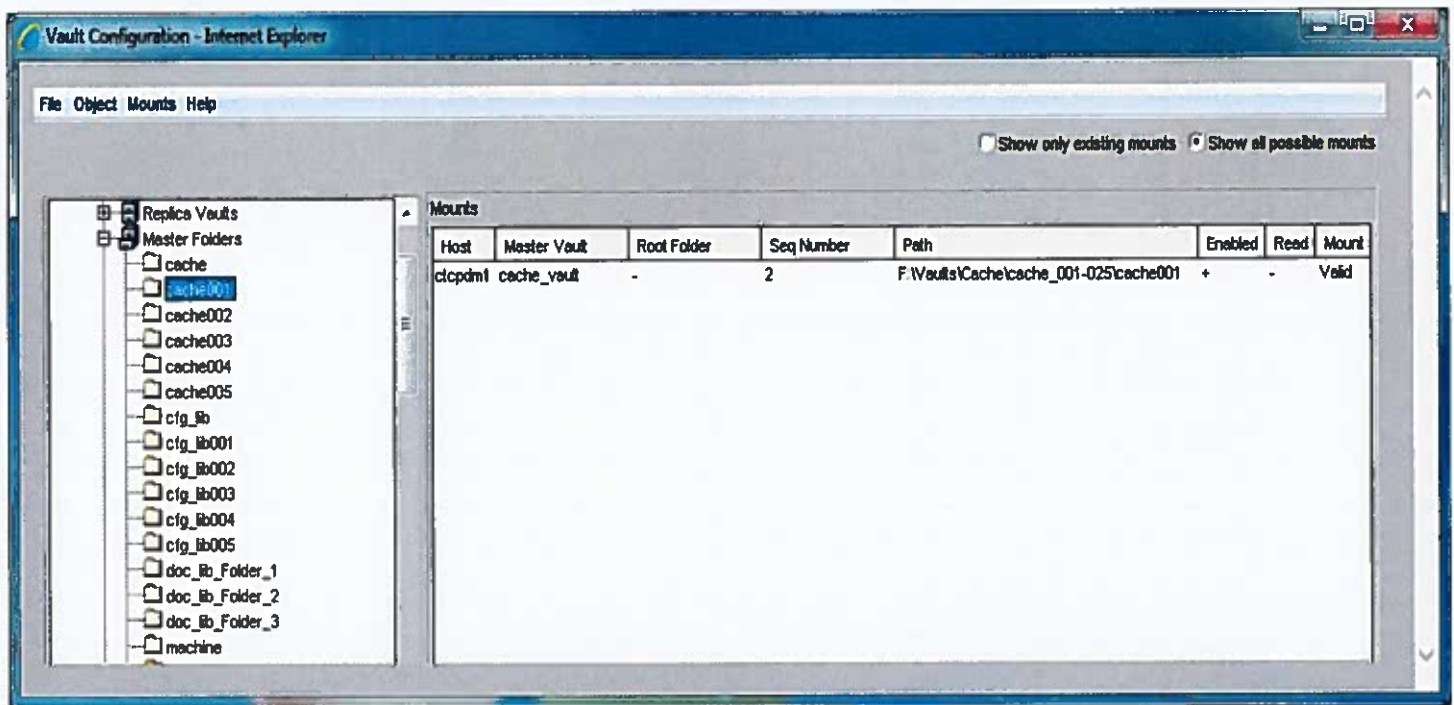 Vault Configuration - Internet Explorer
File Object Mounts Help
Show only existing mounts Show all possible mounts
Replica Vaults
Master Folders
cache
cache001
cache002
cache003
cache004
cache005
cfg_lib
cfg_lib001
cfg_lib002
cfg_lib003
cfg_lib004
cfg_lib005
doc_lib_Folder_1
doc_lib_Folder_2
doc_lib_Folder_3
machine
Mounts
Host Master Vault Root Folder Seq Number Path Enabled Read Mount
ctcpdm1 cache_vault - 2 F:\Vaults\Cache\cache_001-025\cache001 + - Valid